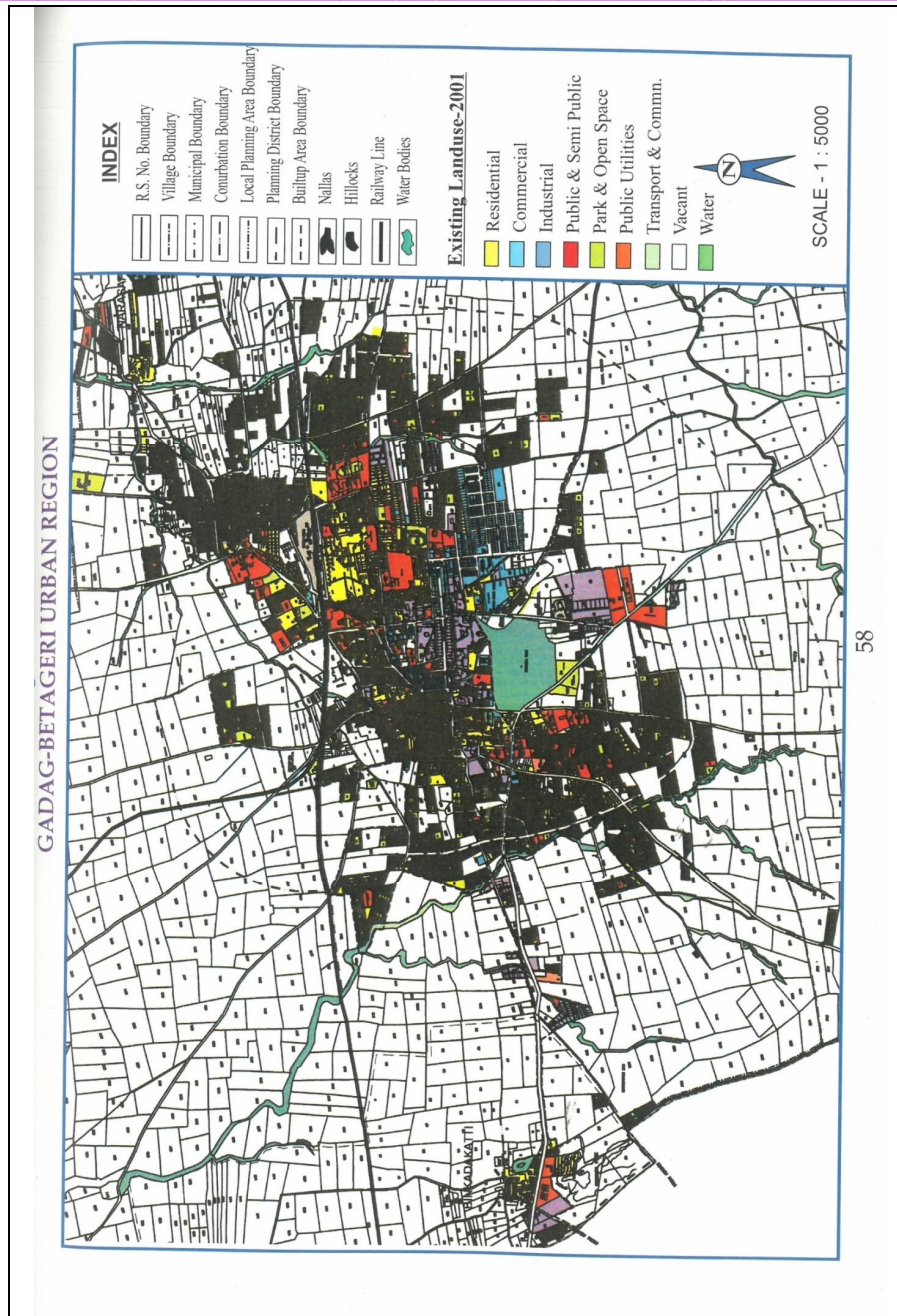 GADAG-BETAGERI URBAN REGION
INDEX
R.S. No. Boundary
Village Boundary
Municipal Boundary
Conurbation Boundary
Local Planning Area Boundary
Planning District Boundary
Builtup Area Boundary
Nallas
Hillocks
Railway Line
Water Bodies
Existing Landuse-2001
Residential
Commercial
Industrial
Public & Semi Public
Park & Open Space
Public Utilities
Transport & Commn.
Vacant
Water
N
SCALE - 1 : 5000
58